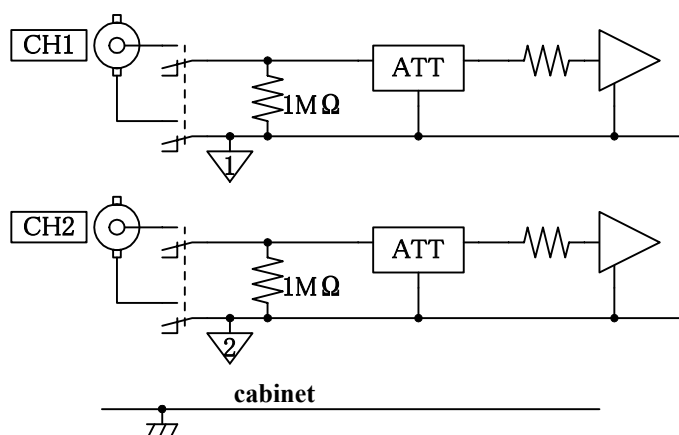 CH1
ATT
1MΩ
1
CH2
ATT
1MΩ
2
cabinet